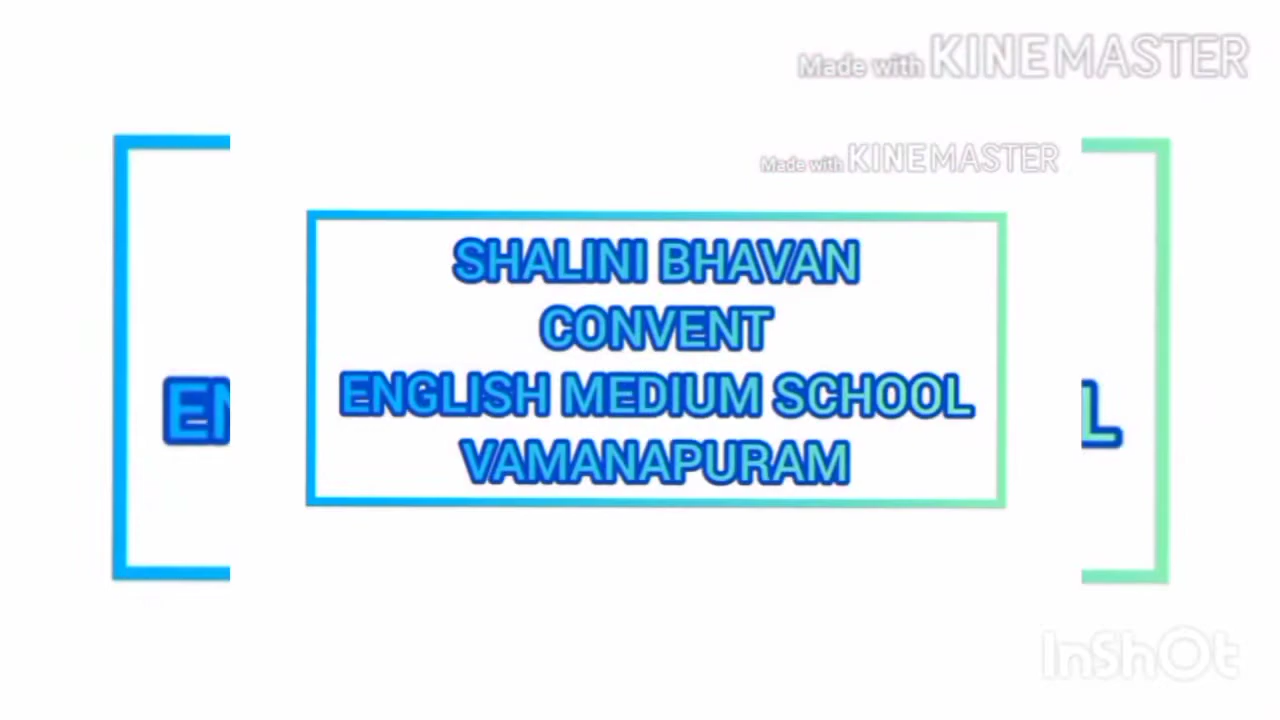 Made with KINEMASTER
Made with KINEMASTER
SHALINI BHAVAN
CONVENT
ENGLISH MEDIUM SCHOOL
VAMANAPURAM
InShOt